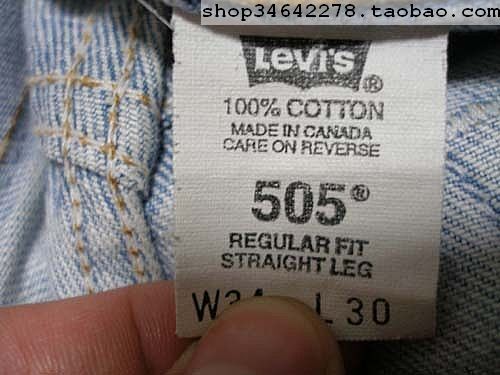 shop34642278.taobao.com
Levi's ®
100% COTTON
MADE IN CANADA
CARE ON REVERSE
505®
REGULAR FIT
STRAIGHT LEG
L 30